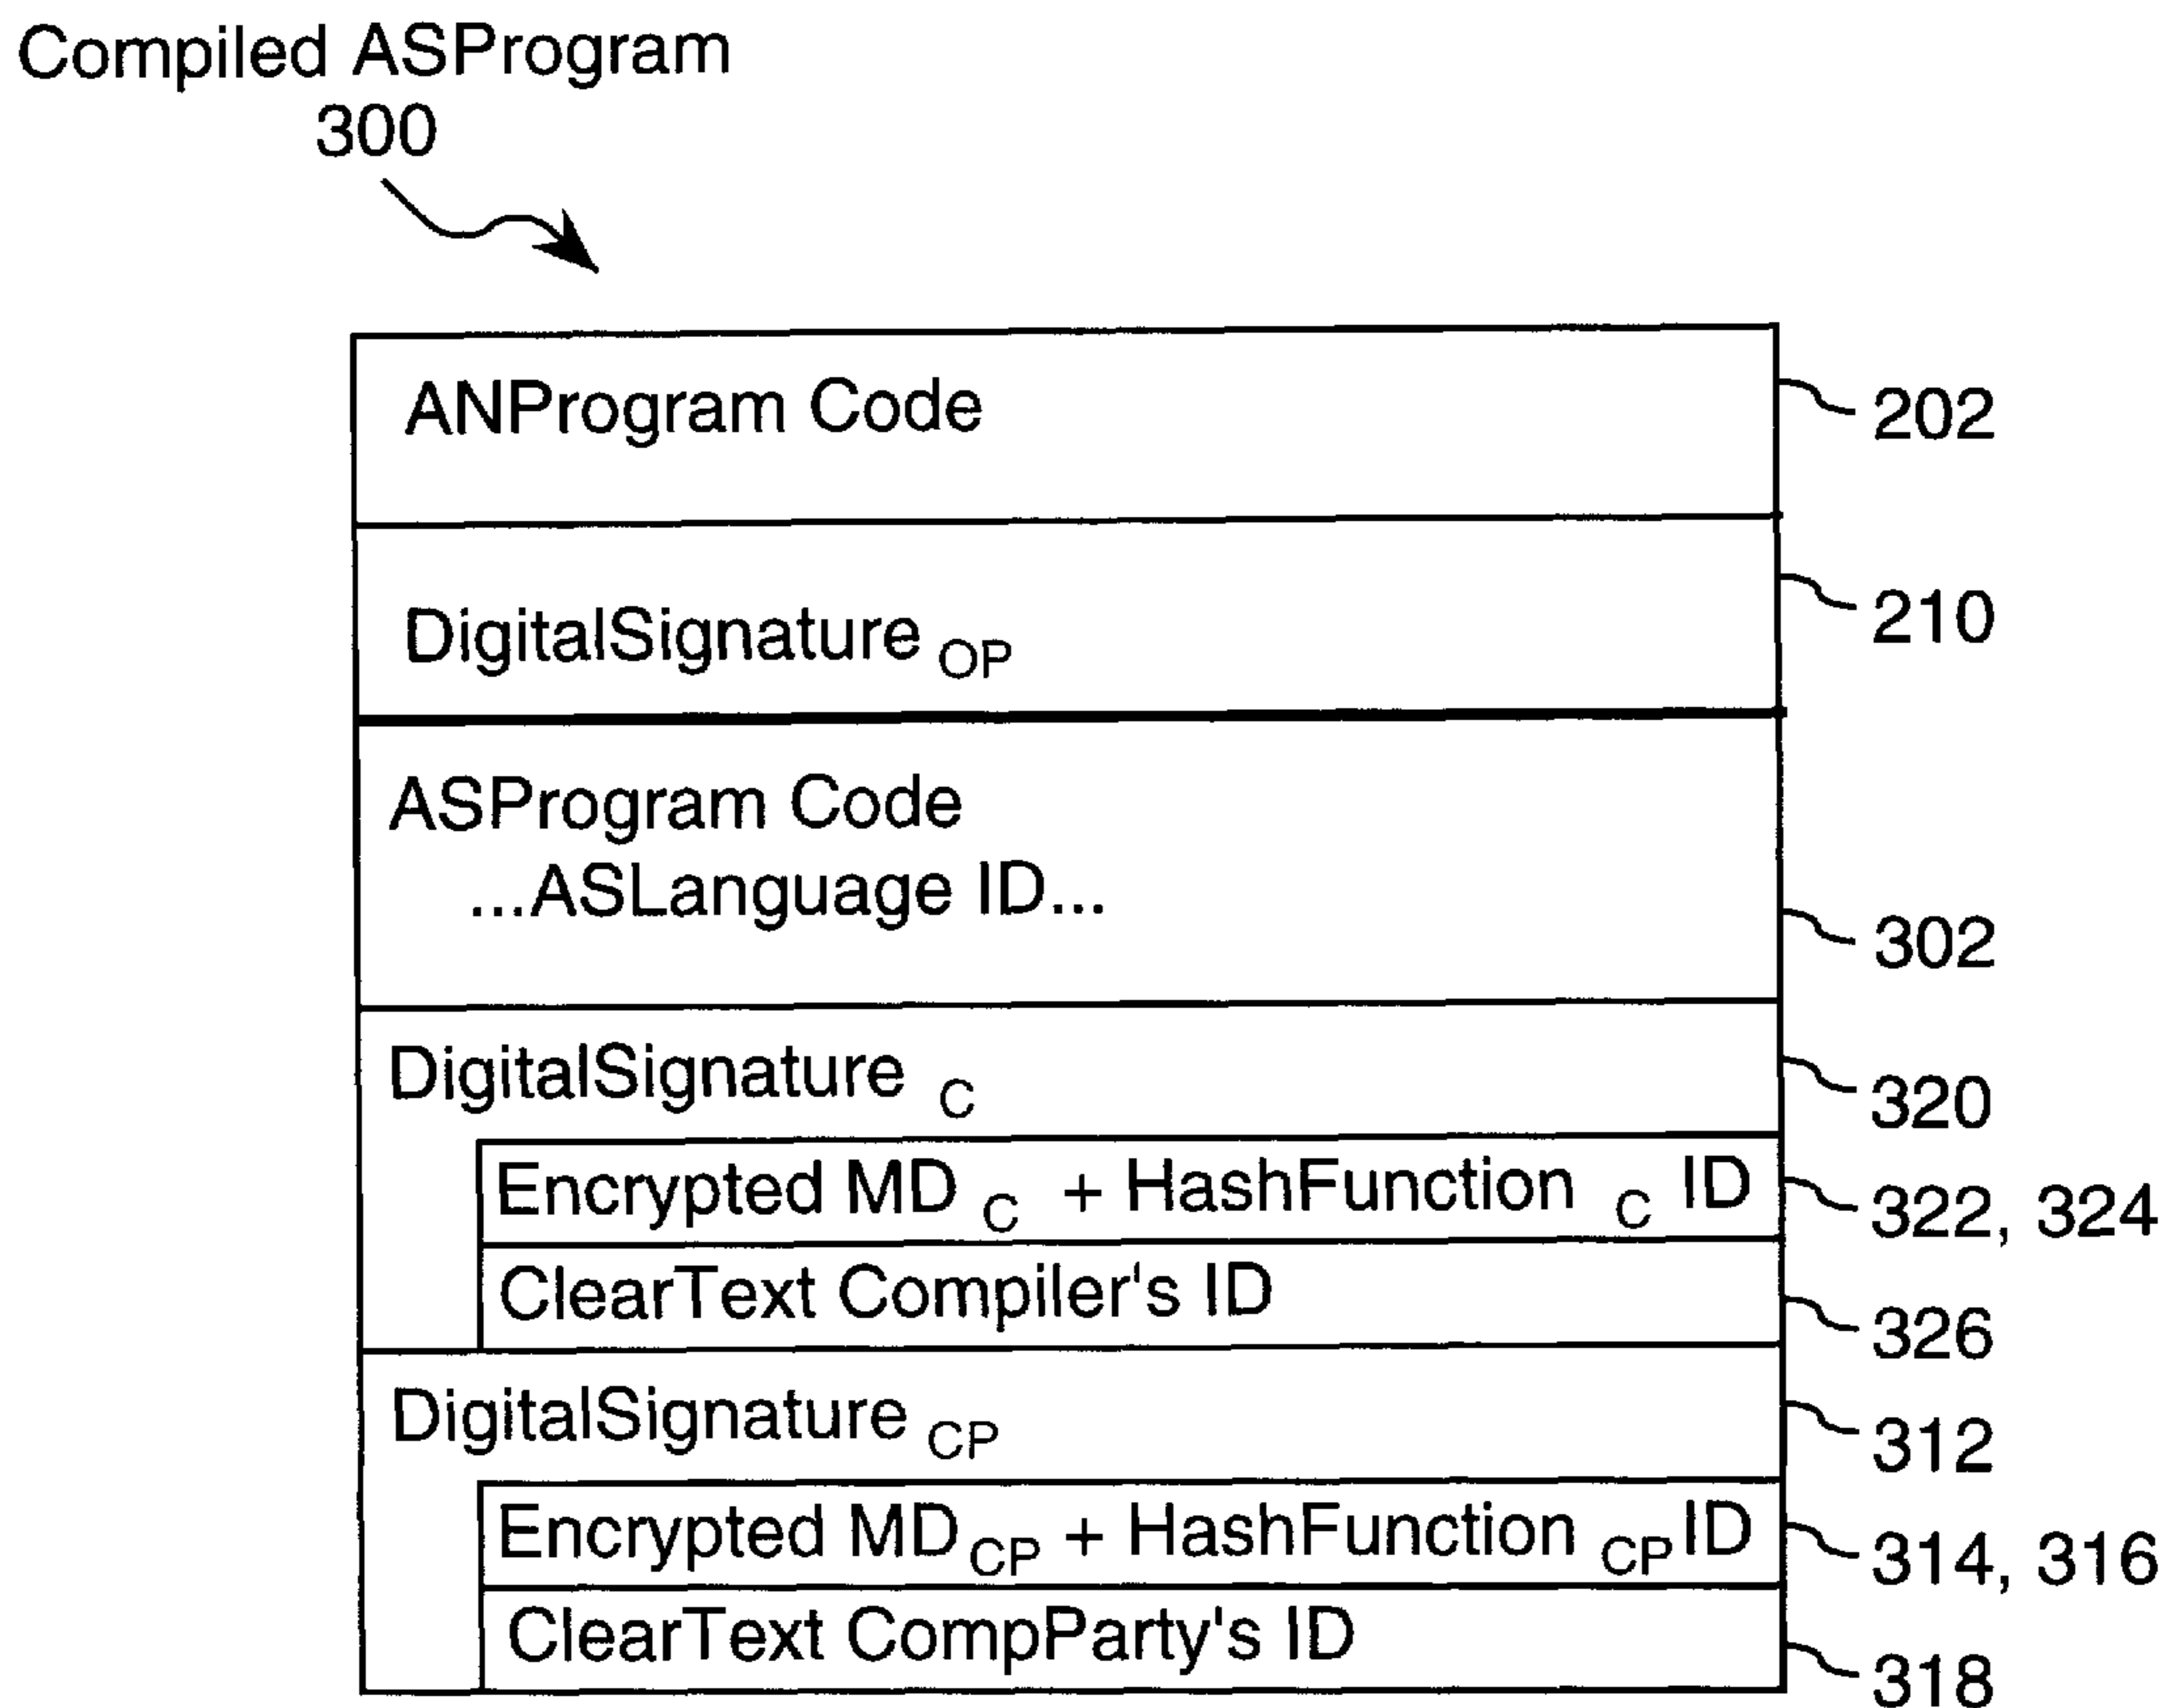 Compiled ASProgram
300
ANProgram Code
202
DigitalSignature OP
210
ASProgram Code
...ASLanguage ID...
302
DigitalSignature C
320
Encrypted MD C + HashFunction C ID
322, 324
ClearText Compiler's ID
326
DigitalSignature CP
312
Encrypted MD CP + HashFunction CP ID
314, 316
ClearText CompParty's ID
318